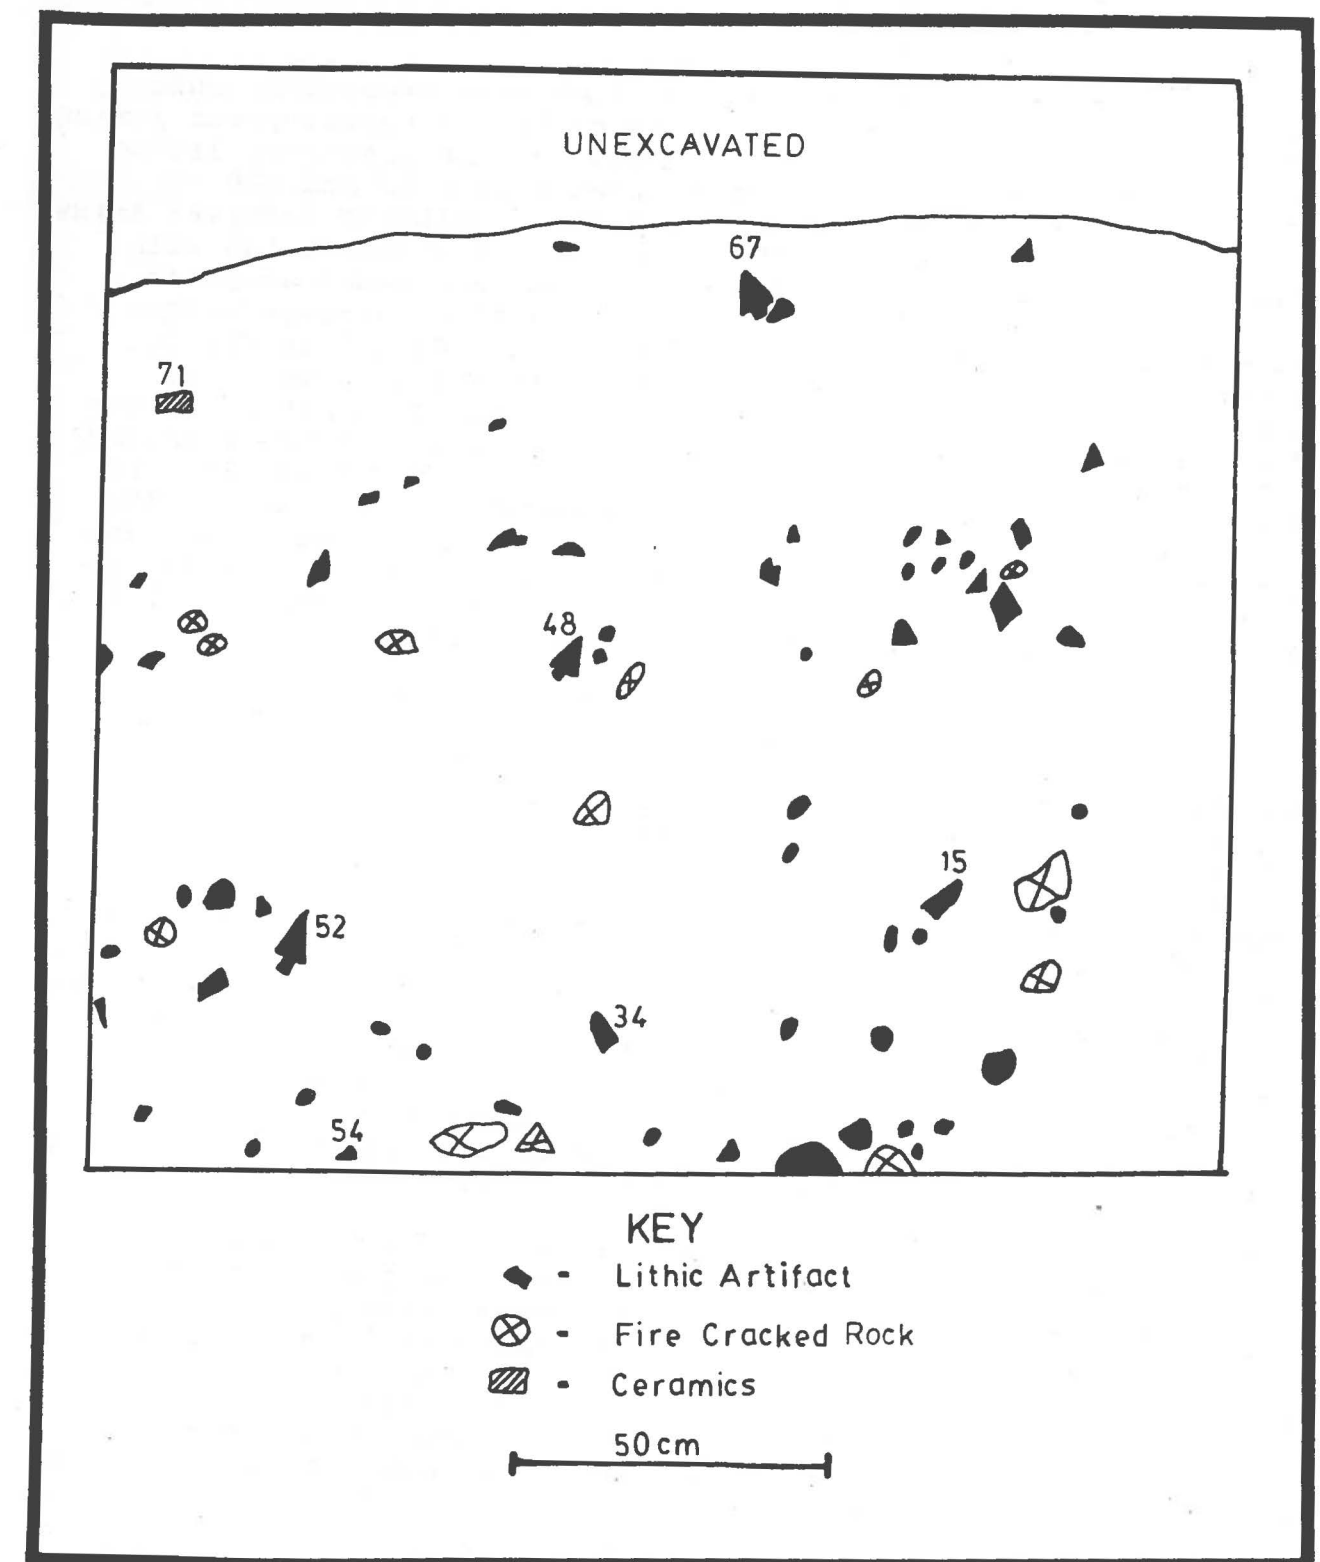 UNEXCAVATED
67
71
48
15
52
34
54
KEY
- Lithic Artifact
- Fire Cracked Rock
- Ceramics
50cm